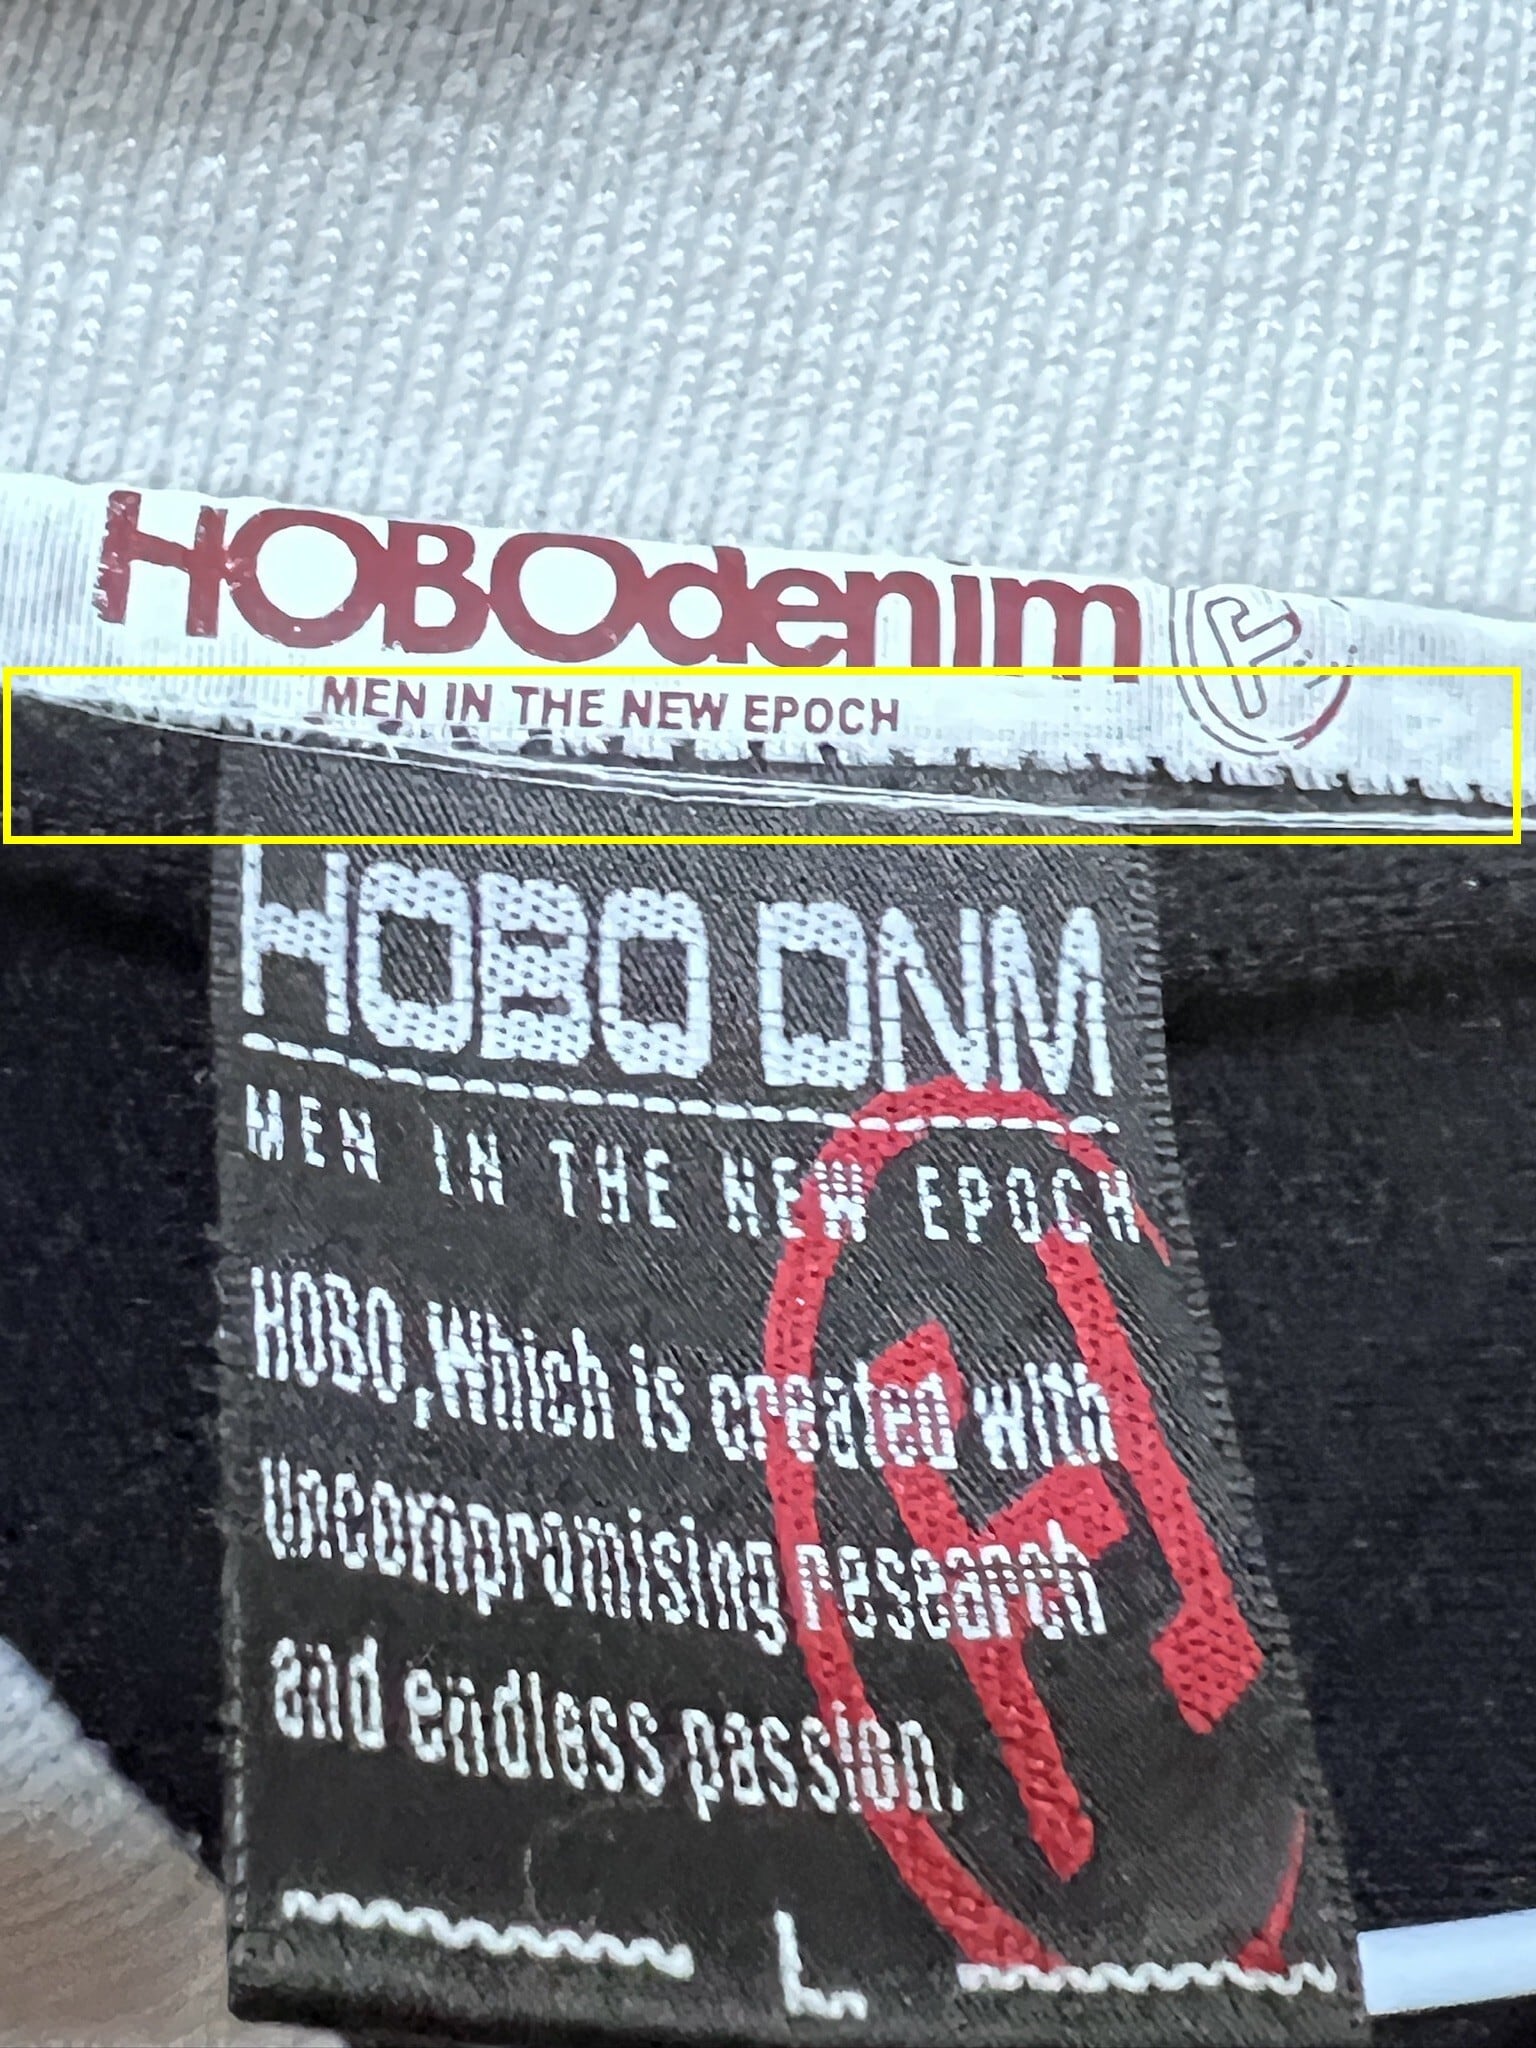 HOBOdenim
MEN IN THE NEW EPOCH
HOBO DNM
MEN IN THE NEW EPOCH
HOBO,Which is created with
Uncompromising research
and endless passion.
L